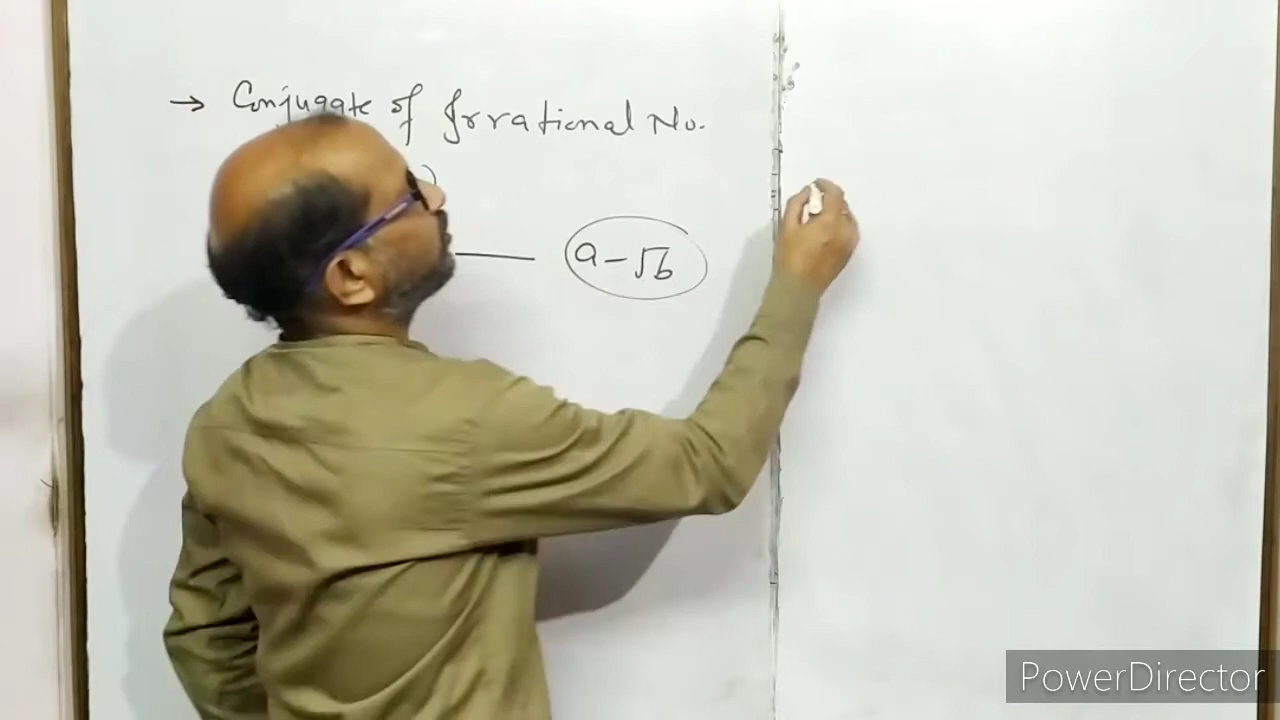 → Conjugate of Irrational No.
— a-√b
PowerDirector